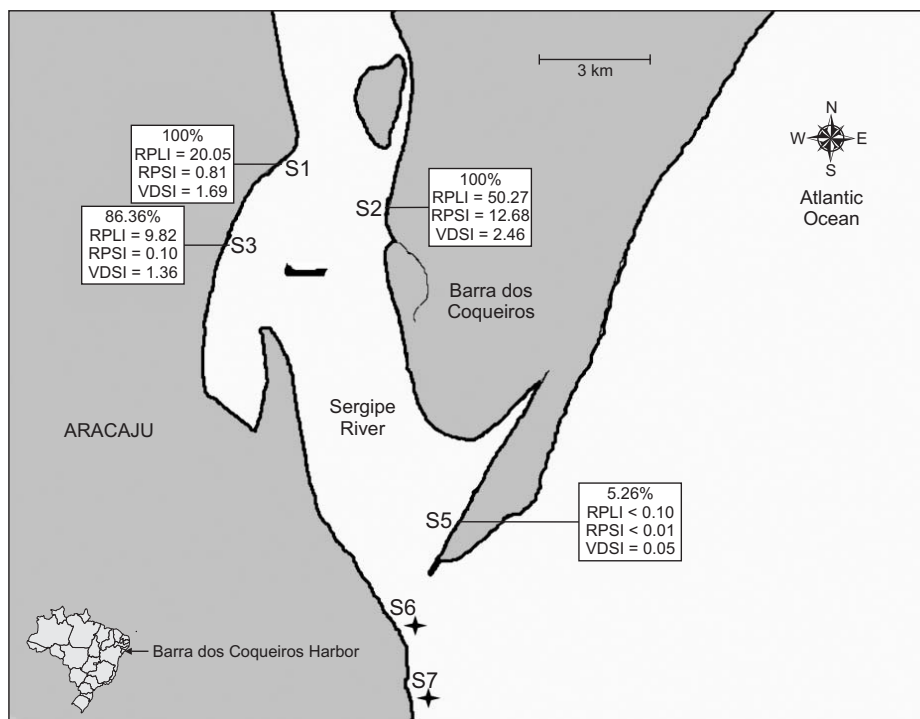 3 km
N
W E
S
Atlantic
Ocean
100%
RPLI = 20.05
RPSI = 0.81
VDSI = 1.69
S1
100%
RPLI = 50.27
RPSI = 12.68
VDSI = 2.46
S2
86.36%
RPLI = 9.82
RPSI = 0.10
VDSI = 1.36
S3
Barra dos
Coqueiros
Sergipe
River
ARACAJU
5.26%
RPLI < 0.10
RPSI < 0.01
VDSI = 0.05
S5
S6
Barra dos Coqueiros Harbor
S7